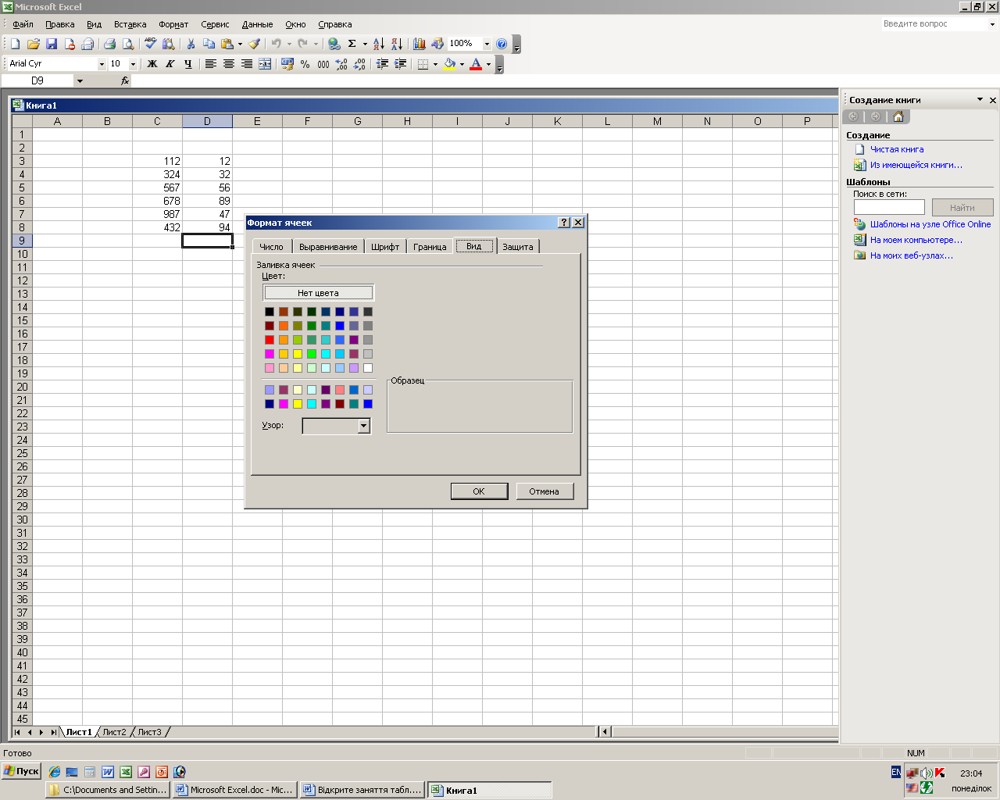 Microsoft Excel
Файл Правка Вид Вставка Формат Сервис Данные Окно Справка
Введите вопрос
100%
Arial Cyr 10 Ж К Ч % 000
D9 fx
Книга1
A B C D E F G H I J K L M N O P
1
2
3 112 12
4 324 32
5 567 56
6 678 89
7 987 47
8 432 94
9
10
11
12
13
14
15
16
17
18
19
20
21
22
23
24
25
26
27
28
29
30
31
32
33
34
35
36
37
38
39
40
41
42
43
44
45
Формат ячеек
Число Выравнивание Шрифт Граница Вид Защита
Заливка ячеек
Цвет:
Нет цвета
Образец
Узор:
ОК Отмена
Создание книги
Создание
Чистая книга
Из имеющейся книги...
Шаблоны
Поиск в сети:
Найти
Шаблоны на узле Office Online
На моем компьютере...
На моих веб-узлах...
Лист1 Лист2 Лист3
Готово NUM
Пуск EN 23:04
C:\Documents and Settin... Microsoft Excel.doc - Mic... Відкрите заняття табл.... Книга1 понеділок